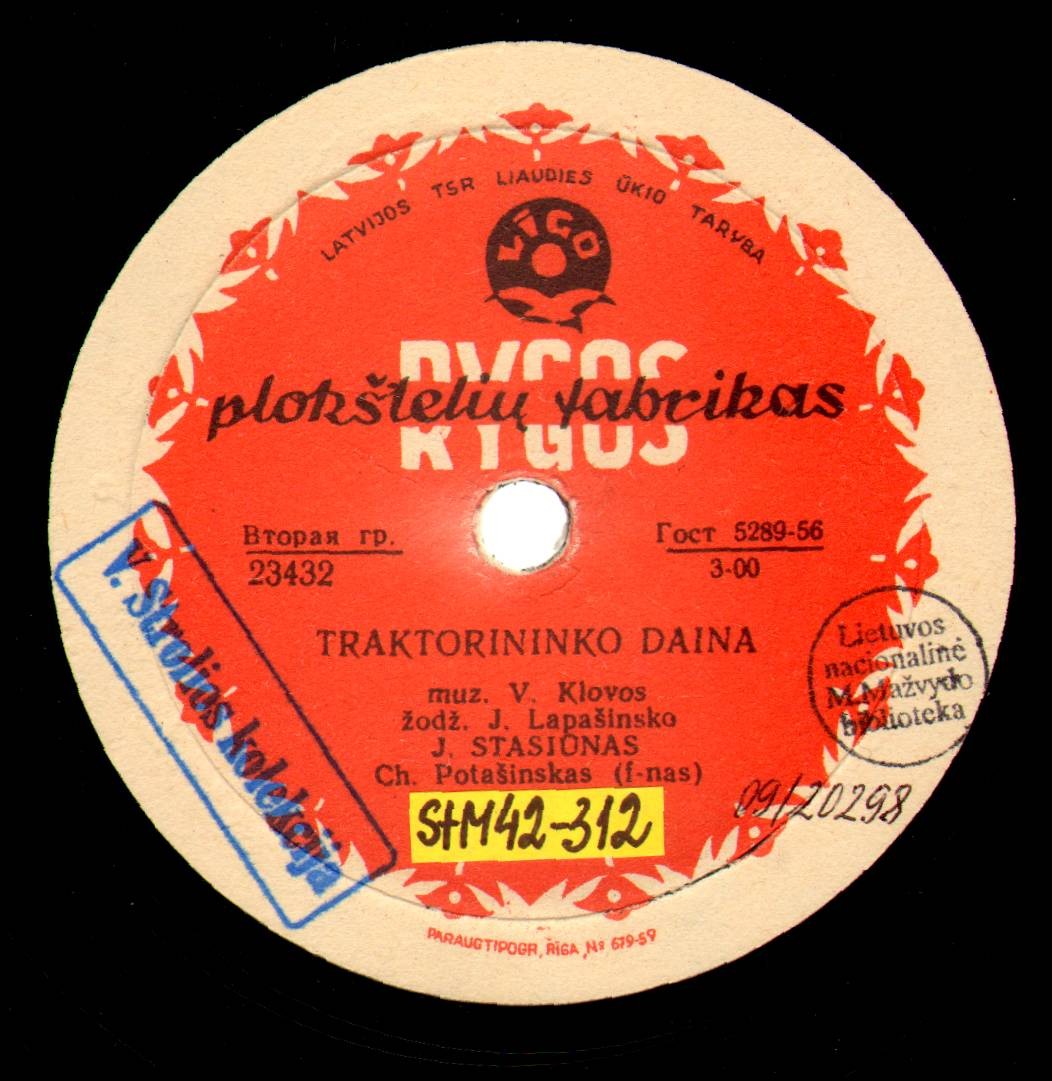 LATVIJOS TSR LIAUDIES ŪKIO TARYBA
LĪGO
RYGOS
plokštelių fabrikas
Вторая гр.
23432
Гост 5289-56
3-00
TRAKTORININKO DAINA
muz. V. Klovos
žodž. J. Lapašinsko
J. STASIŪNAS
Ch. Potašinskas (f-nas)
StM42-312
V. Strolios kolekcija
Lietuvos
nacionalinė
M.Mažvydo
biblioteka
09/20298
PARAUGTIPOGR, RĪGA, № 679-59